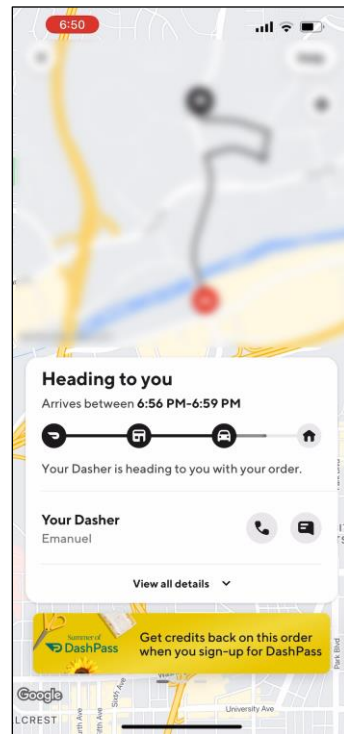 6:50
Heading to you
Arrives between 6:56 PM-6:59 PM
Your Dasher is heading to you with your order.
Your Dasher
Emanuel
View all details
Summer of
DashPass
Get credits back on this order
when you sign-up for DashPass
Park Blvd
Google
LCREST
University Ave